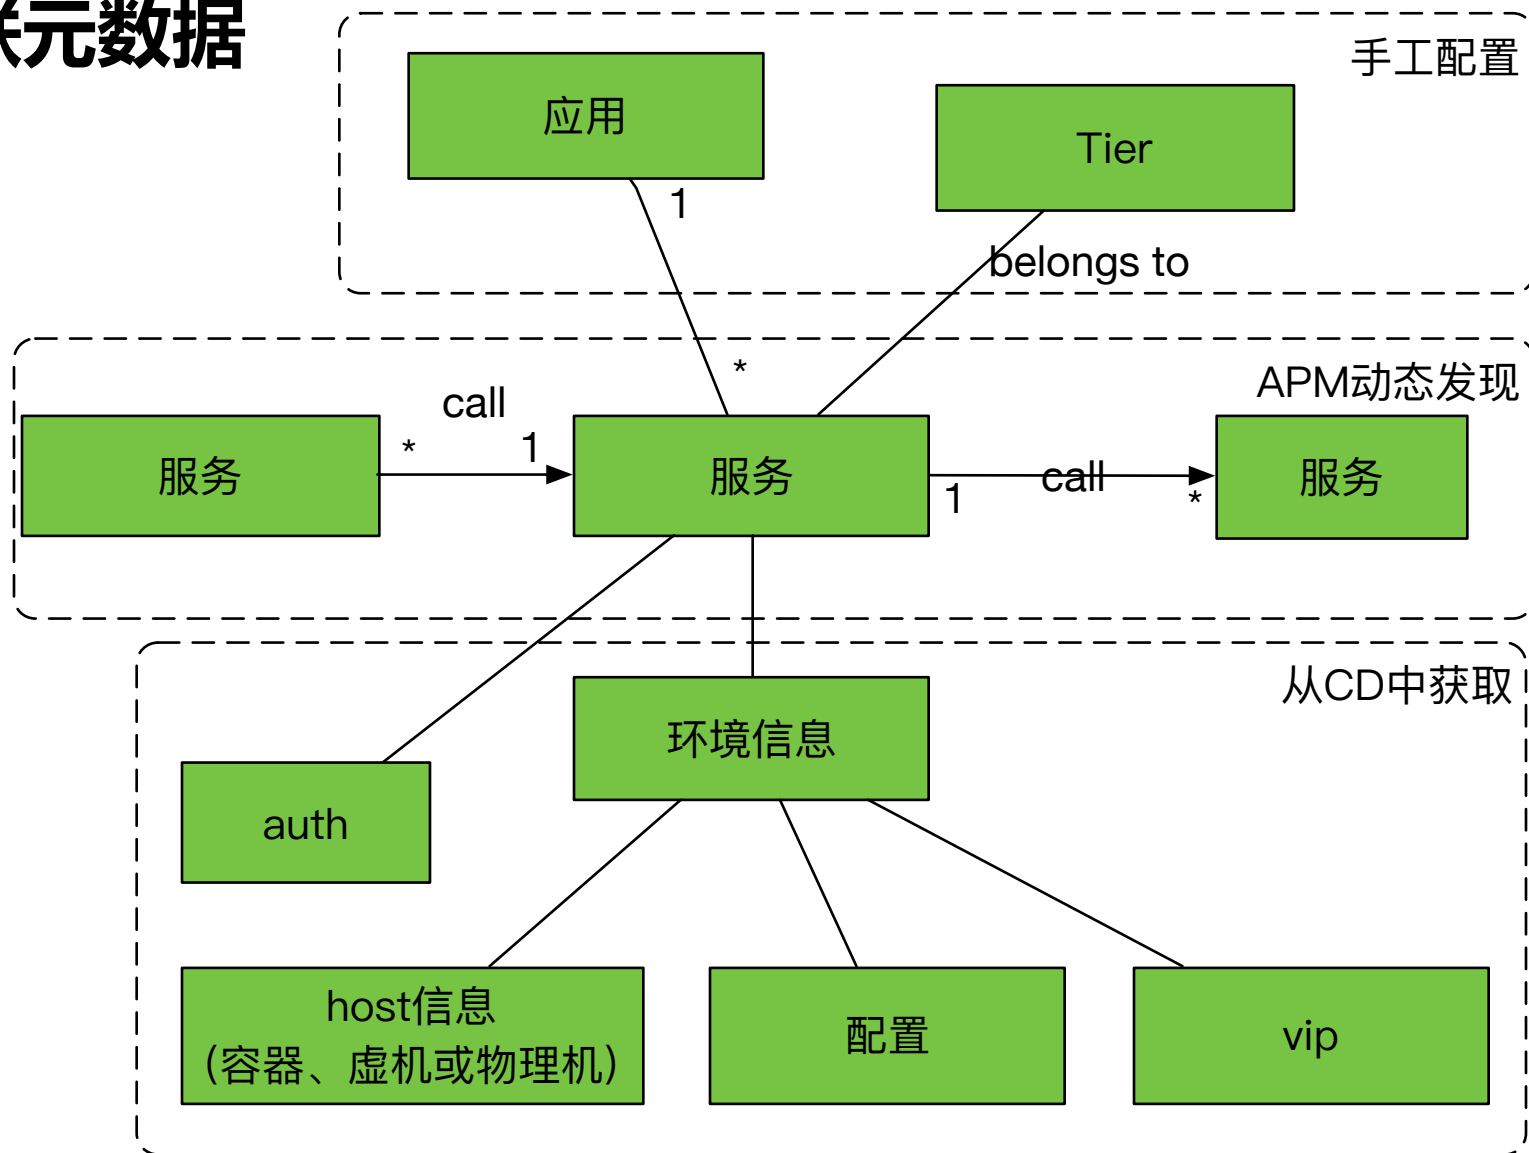 元数据
手工配置
应用
Tier
1
belongs to
*
APM动态发现
call
*
1
服务
服务
call
1
*
服务
从CD中获取
环境信息
auth
host信息
(容器、虚机或物理机)
配置
vip